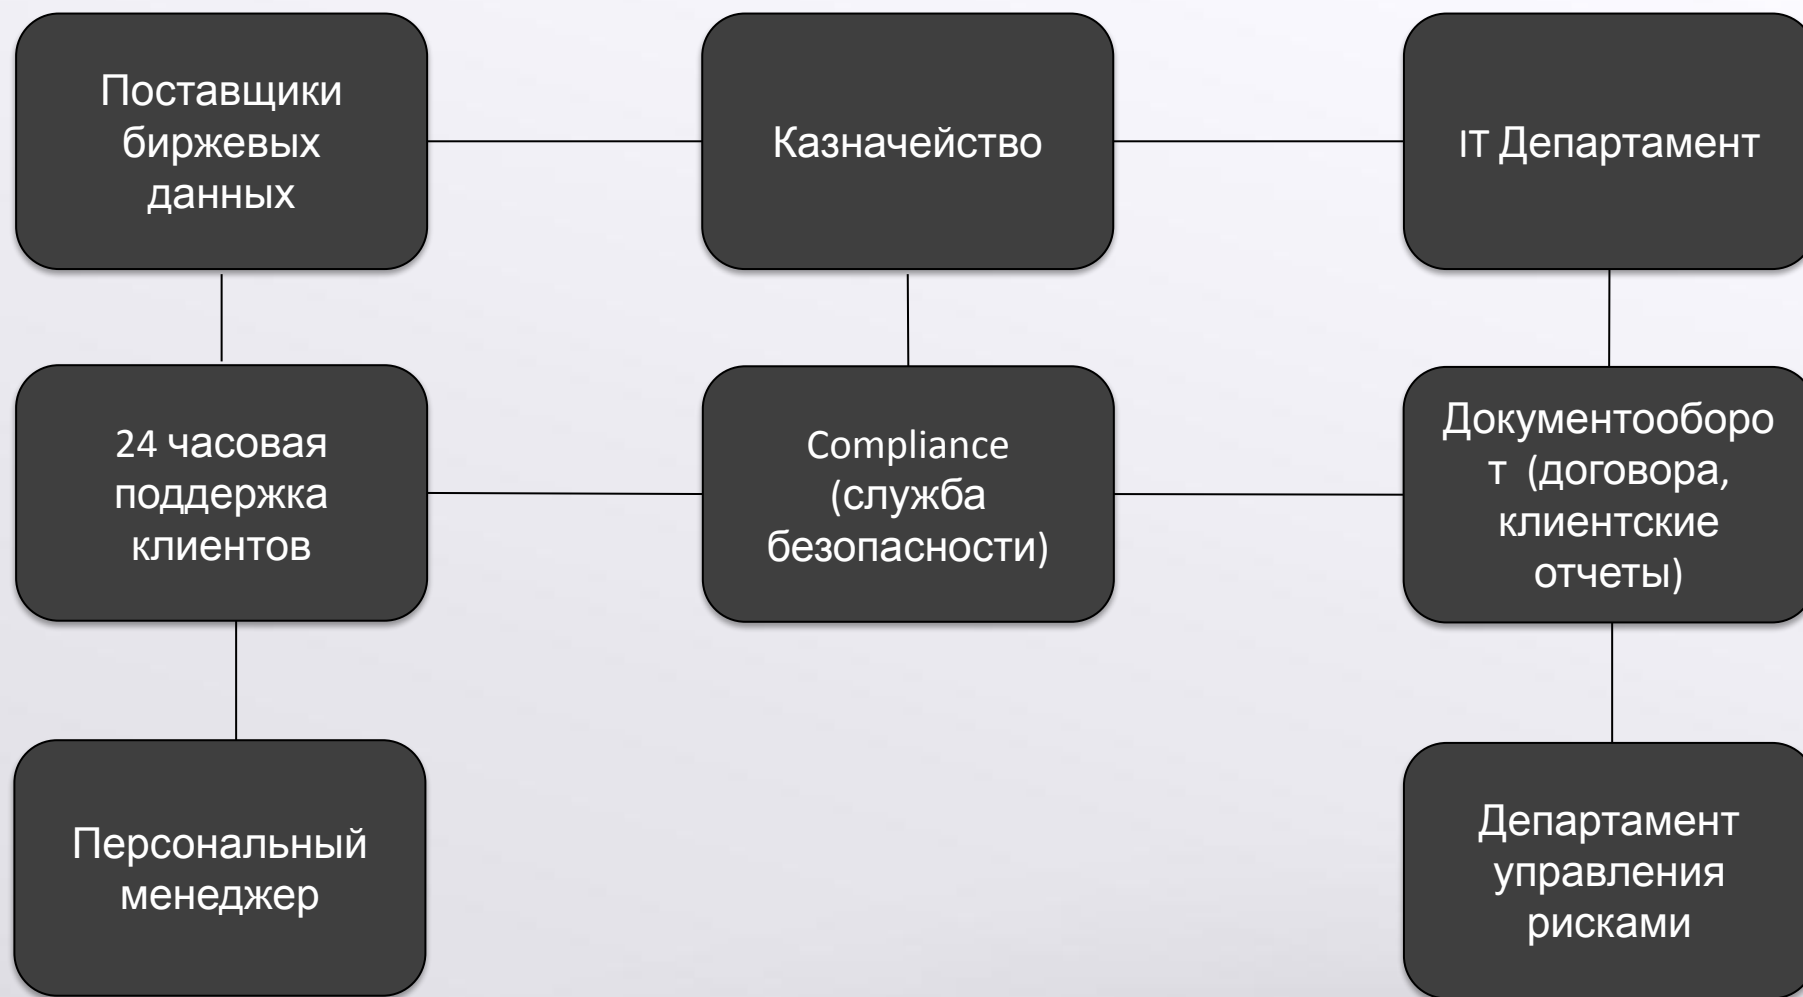 Поставщики
биржевых
данных
Казначейство
IT Департамент
24 часовая
поддержка
клиентов
Compliance
(служба
безопасности)
Документооборо
т (договора,
клиентские
отчеты)
Персональный
менеджер
Департамент
управления
рисками